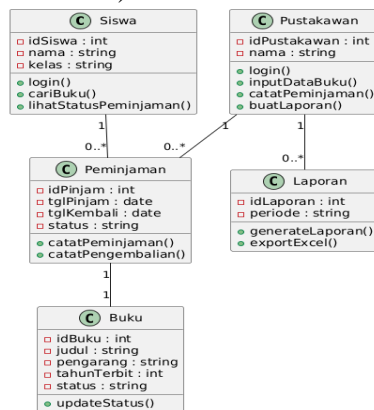 C Siswa
idSiswa : int
nama : string
kelas : string
login()
cariBuku()
lihatStatusPeminjaman()
C Pustakawan
idPustakawan : int
nama : string
login()
inputDataBuku()
catatPeminjaman()
buatLaporan()
1
1
1
0..*
0..*
0..*
C Peminjaman
idPinjam : int
tglPinjam : date
tglKembali : date
status : string
catatPeminjaman()
catatPengembalian()
C Laporan
idLaporan : int
periode : string
generateLaporan()
exportExcel()
1
1
C Buku
idBuku : int
judul : string
pengarang : string
tahunTerbit : int
status : string
updateStatus()